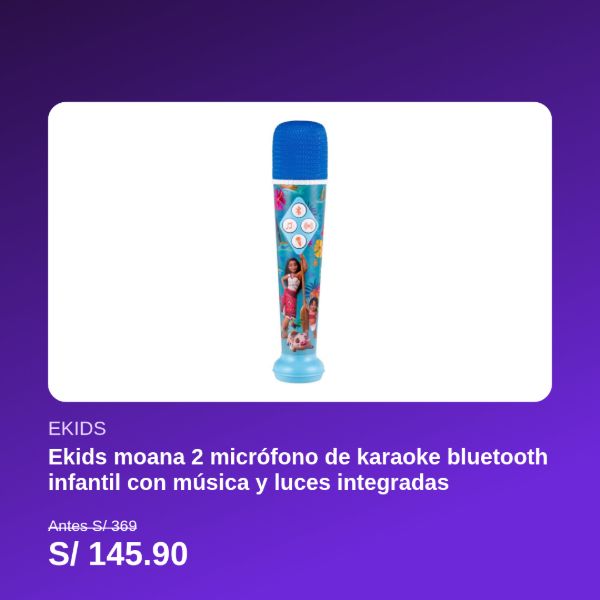 EKIDS
Ekids moana 2 micrófono de karaoke bluetooth
infantil con música y luces integradas
Antes S/ 369
S/ 145.90